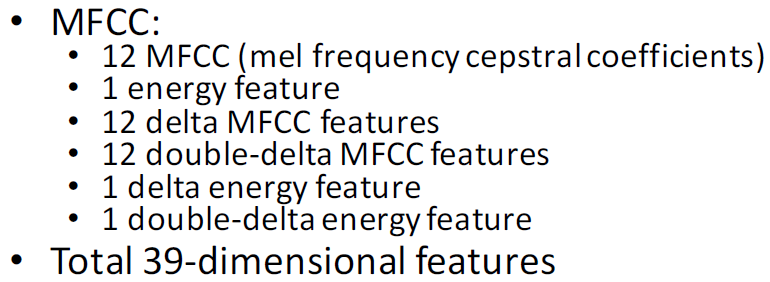 • MFCC:
• 12 MFCC (mel frequency cepstral coefficients)
• 1 energy feature
• 12 delta MFCC features
• 12 double-delta MFCC features
• 1 delta energy feature
• 1 double-delta energy feature
• Total 39-dimensional features